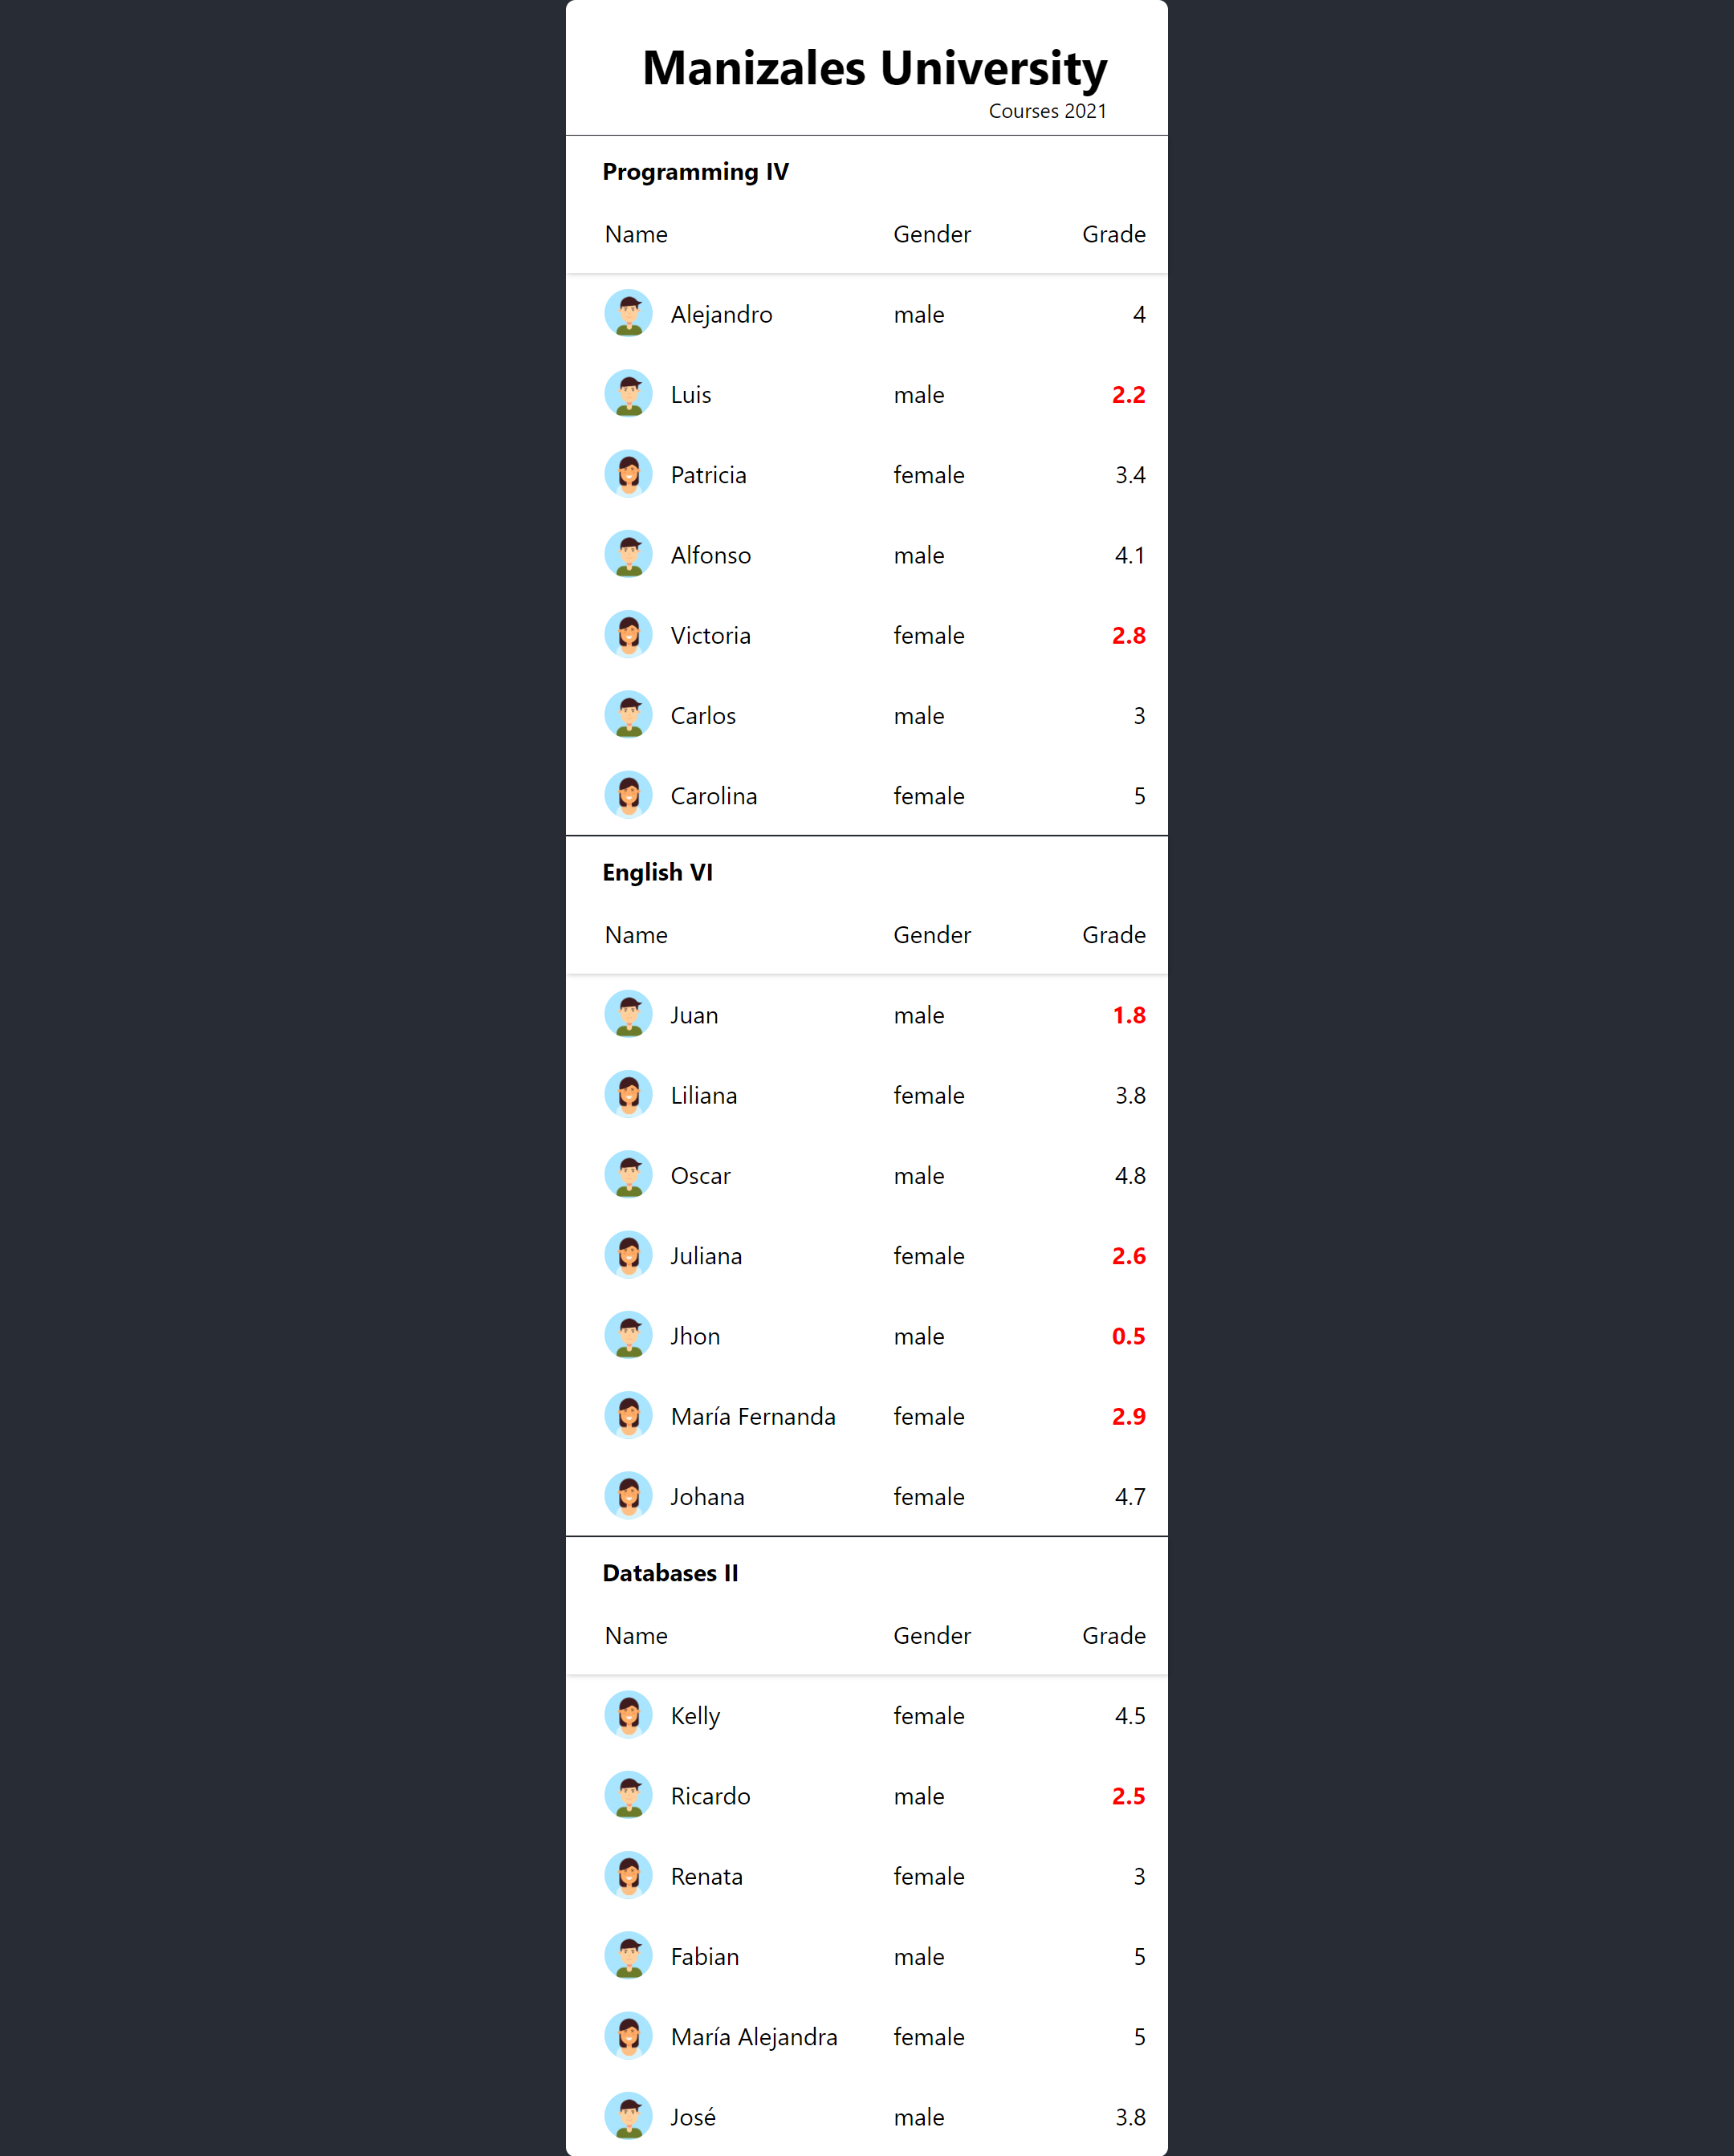 Manizales University
Courses 2021
Programming IV
Name Gender Grade
Alejandro male 4
Luis male 2.2
Patricia female 3.4
Alfonso male 4.1
Victoria female 2.8
Carlos male 3
Carolina female 5
English VI
Name Gender Grade
Juan male 1.8
Liliana female 3.8
Oscar male 4.8
Juliana female 2.6
Jhon male 0.5
María Fernanda female 2.9
Johana female 4.7
Databases II
Name Gender Grade
Kelly female 4.5
Ricardo male 2.5
Renata female 3
Fabian male 5
María Alejandra female 5
José male 3.8